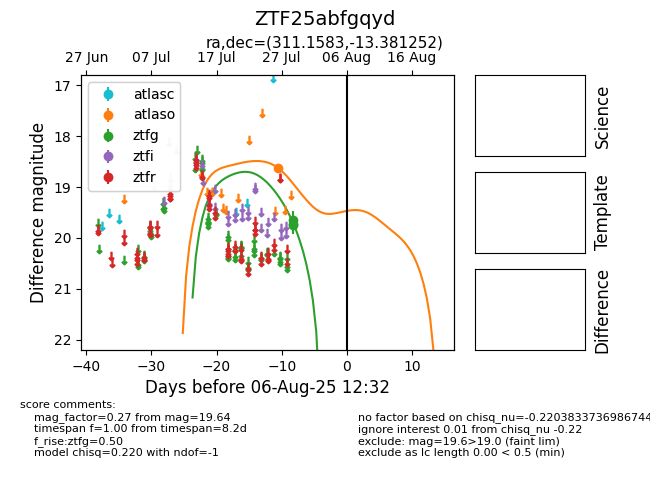 ZTF25abfgqyd
ra,dec=(311.1583,-13.381252)
27 Jun 07 Jul 17 Jul 27 Jul 06 Aug 16 Aug
17
18
19
20
21
22
Difference magnitude
atlasc
atlaso
ztfg
ztfi
ztfr
−40 −30 −20 −10 0 10
Days before 06-Aug-25 12:32
Science
Template
Difference
score comments:
mag_factor=0.27 from mag=19.64
timespan f=1.00 from timespan=8.2d
f_rise:ztfg=0.50
model chisq=0.220 with ndof=-1
no factor based on chisq_nu=-0.2203833736986744
ignore interest 0.01 from chisq_nu -0.22
exclude: mag=19.6>19.0 (faint lim)
exclude as lc length 0.00 < 0.5 (min)